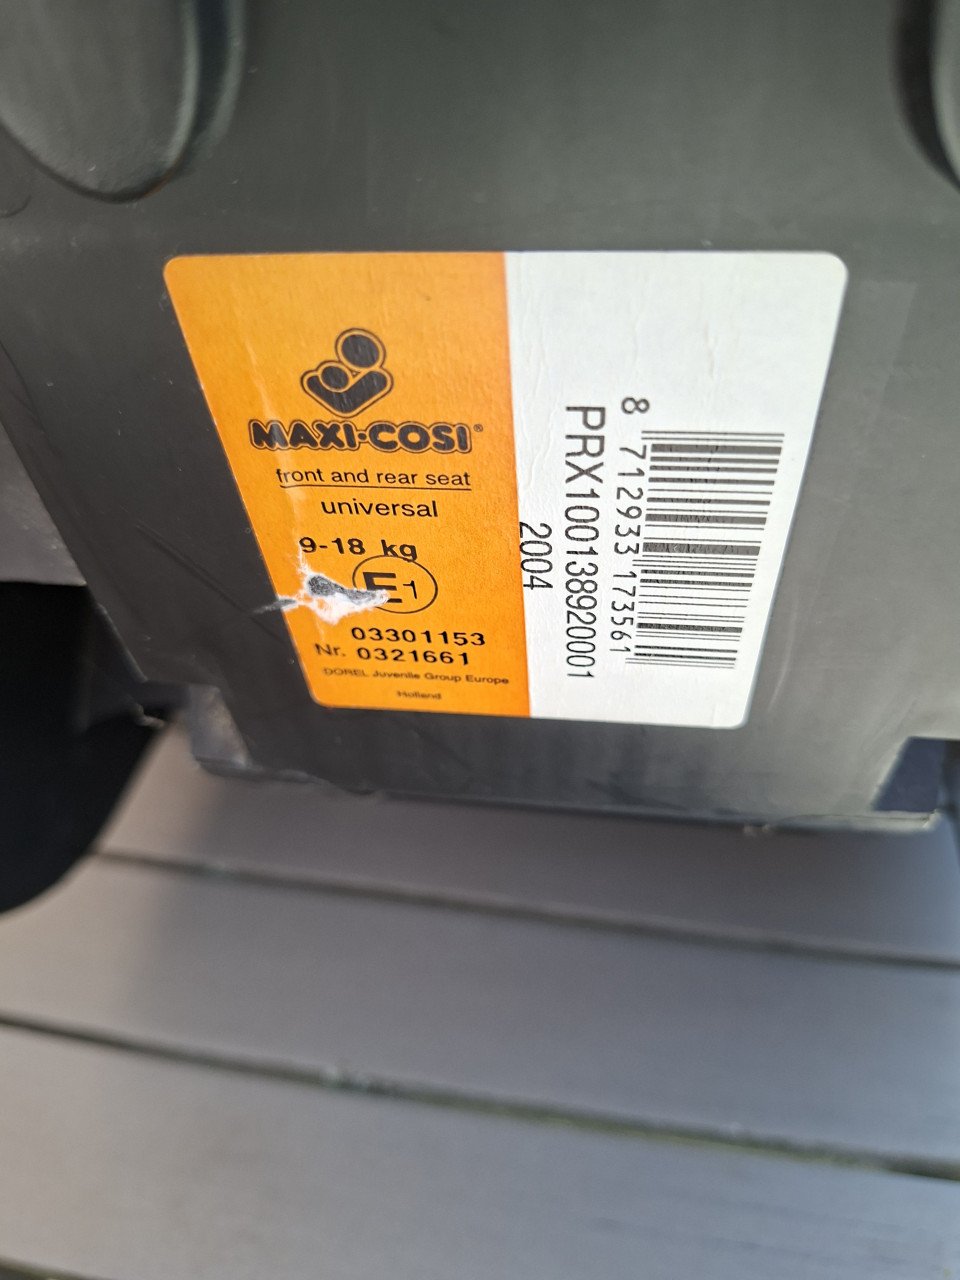 MAXI·COSI®
front and rear seat
universal
9-18 kg
E1
03301153
Nr. 0321661
DOREL Juvenile Group Europe
Holland
8 712933 173561
PRX100138920001
2004